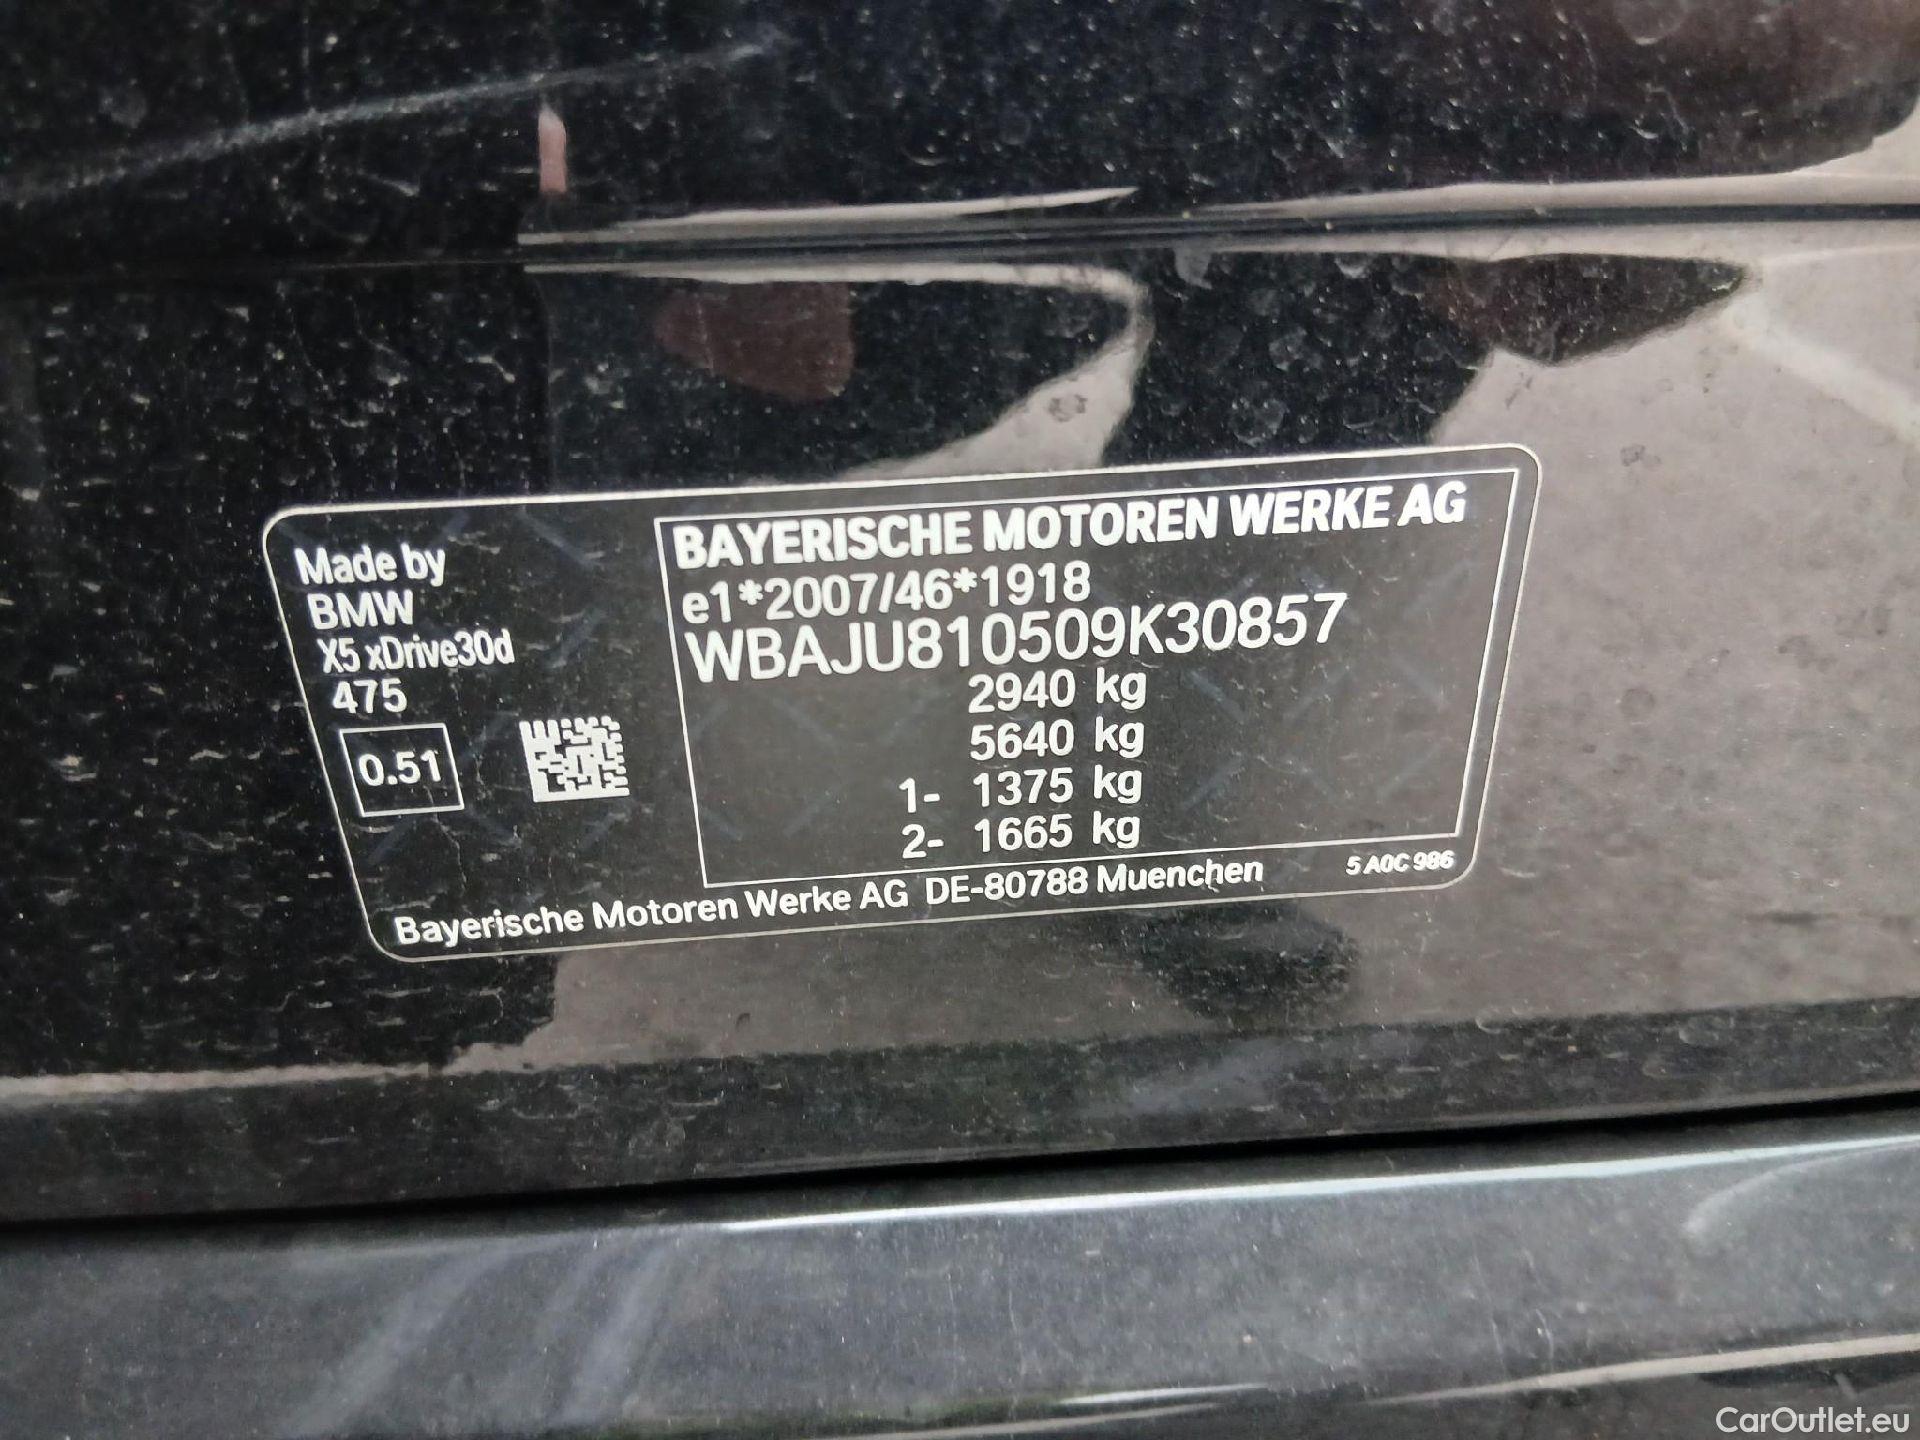 Made by
BMW
X5 xDrive30d
475
0.51
BAYERISCHE MOTOREN WERKE AG
e1*2007/46*1918
WBAJU810509K30857
2940 kg
5640 kg
1- 1375 kg
2- 1665 kg
Bayerische Motoren Werke AG DE-80788 Muenchen
5 A0C 986
CarOutlet.eu